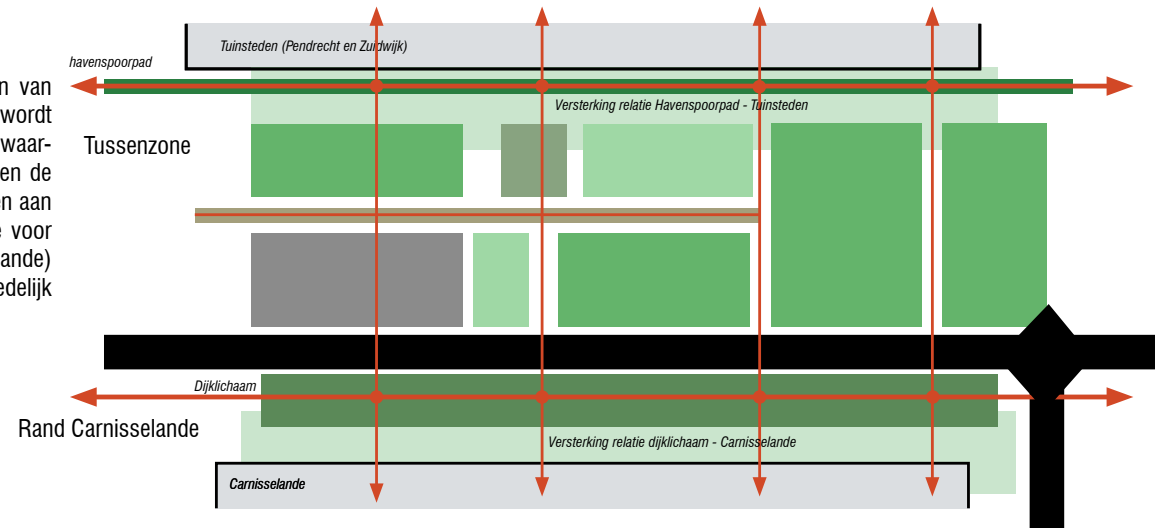 Tuinsteden (Pendrecht en Zuidwijk)
havenspoorpad
n van
wordt
waar-
en de
en aan
e voor
ande)
edelijk
Versterking relatie Havenspoorpad - Tuinsteden
Tussenzone
Dijklichaam
Rand Carnisselande
Versterking relatie dijklichaam - Carnisselande
Carnisselande